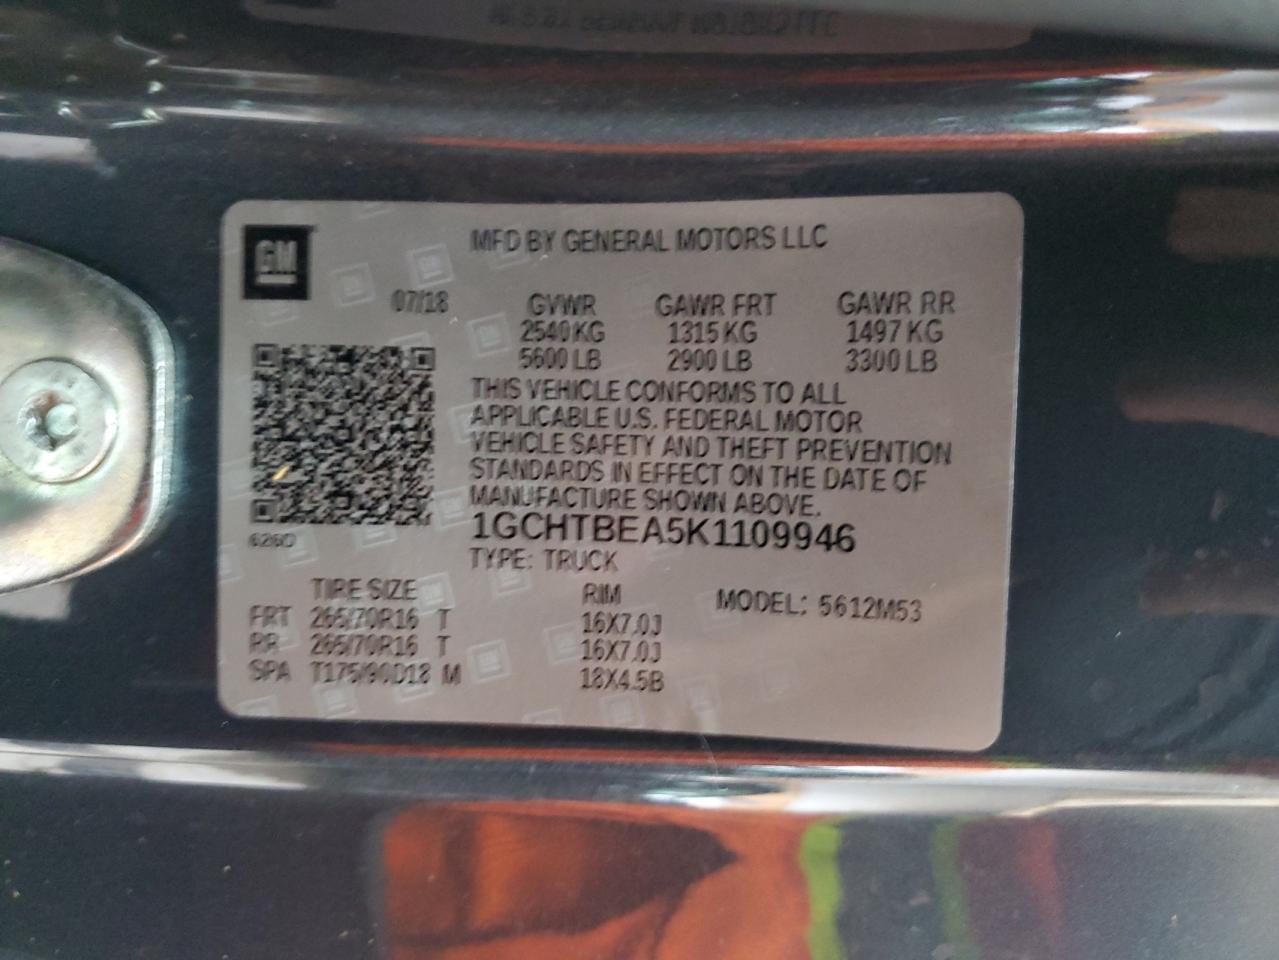 GM
MFD BY GENERAL MOTORS LLC
07/18 GVWR GAWR FRT GAWR RR
2540 KG 1315 KG 1497 KG
5600 LB 2900 LB 3300 LB
THIS VEHICLE CONFORMS TO ALL
APPLICABLE U.S. FEDERAL MOTOR
VEHICLE SAFETY AND THEFT PREVENTION
STANDARDS IN EFFECT ON THE DATE OF
MANUFACTURE SHOWN ABOVE.
1GCHTBEA5K1109946
TYPE: TRUCK
TIRE SIZE RIM MODEL: 5612M53
FRT 265/70R16 T 16X7.0J
RR 265/70R16 T 16X7.0J
SPA T175/90D18 M 18X4.5B